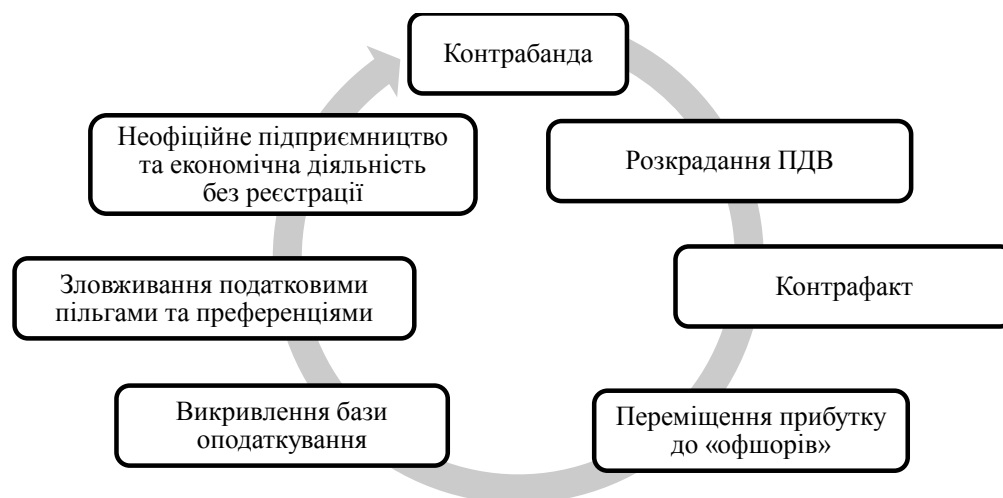 Контрабанда
Розкрадання ПДВ
Контрафакт
Переміщення прибутку
до «офшорів»
Викривлення бази
оподаткування
Зловживання податковими
пільгами та преференціями
Неофіційне підприємництво
та економічна діяльність
без реєстрації